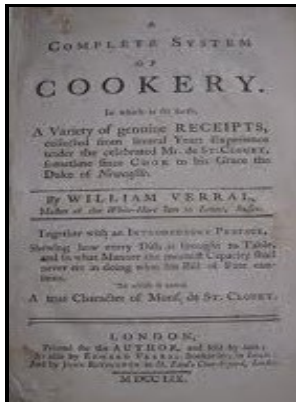 A
COMPLETE SYSTEM
OF
COOKERY.
In which is set forth,
A Variety of genuine RECEIPTS,
collected from several Years Experience
under the celebrated Mr. de ST. CLOUET,
sometime since COOK to his Grace the
Duke of Newcastle.
By WILLIAM VERRAL,
Master of the White-Hart Inn in Lewes, Sussex.
Together with an INTRODUCTORY PREFACE,
Shewing how every Dish is brought to Table,
and in what Manner the meanest Capacity shall
never err in doing what his Bill of Fare contains.
To which is added,
A true Character of Mons. de ST. CLOUET.
LONDON,
Printed for the AUTHOR, and sold by him;
As also by EDWARD VERRAL Bookseller, in Lewes:
And by JOHN RIVINGTON in St. Paul's Church-yard, London.
M DCC LIX.